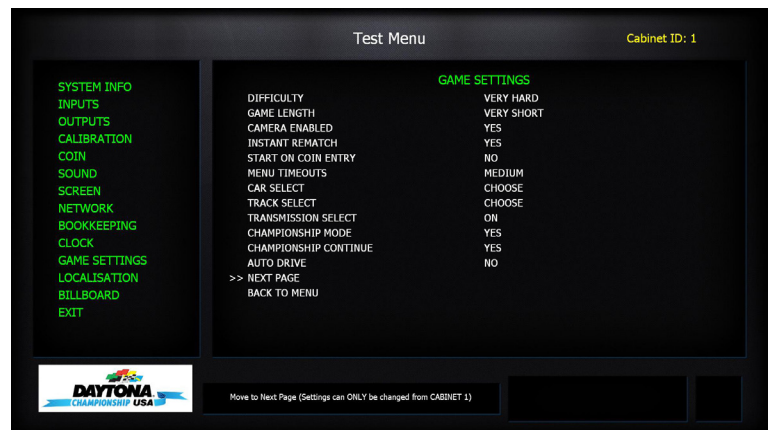 Test Menu
Cabinet ID: 1
SYSTEM INFO
INPUTS
OUTPUTS
CALIBRATION
COIN
SOUND
SCREEN
NETWORK
BOOKKEEPING
CLOCK
GAME SETTINGS
LOCALISATION
BILLBOARD
EXIT
GAME SETTINGS
DIFFICULTY VERY HARD
GAME LENGTH VERY SHORT
CAMERA ENABLED YES
INSTANT REMATCH YES
START ON COIN ENTRY NO
MENU TIMEOUTS MEDIUM
CAR SELECT CHOOSE
TRACK SELECT CHOOSE
TRANSMISSION SELECT ON
CHAMPIONSHIP MODE YES
CHAMPIONSHIP CONTINUE YES
AUTO DRIVE NO
>> NEXT PAGE
BACK TO MENU
DAYTONA
CHAMPIONSHIP USA
Move to Next Page (Settings can ONLY be changed from CABINET 1)